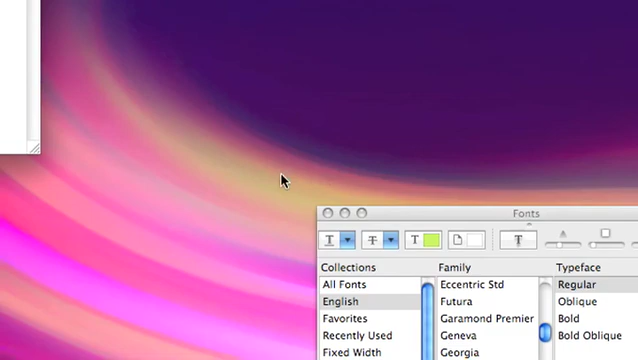 Fonts
T T T T
Collections Family Typeface
All Fonts Eccentric Std Regular
English Futura Oblique
Favorites Garamond Premier Bold
Recently Used Geneva Bold Oblique
Fixed Width Georgia